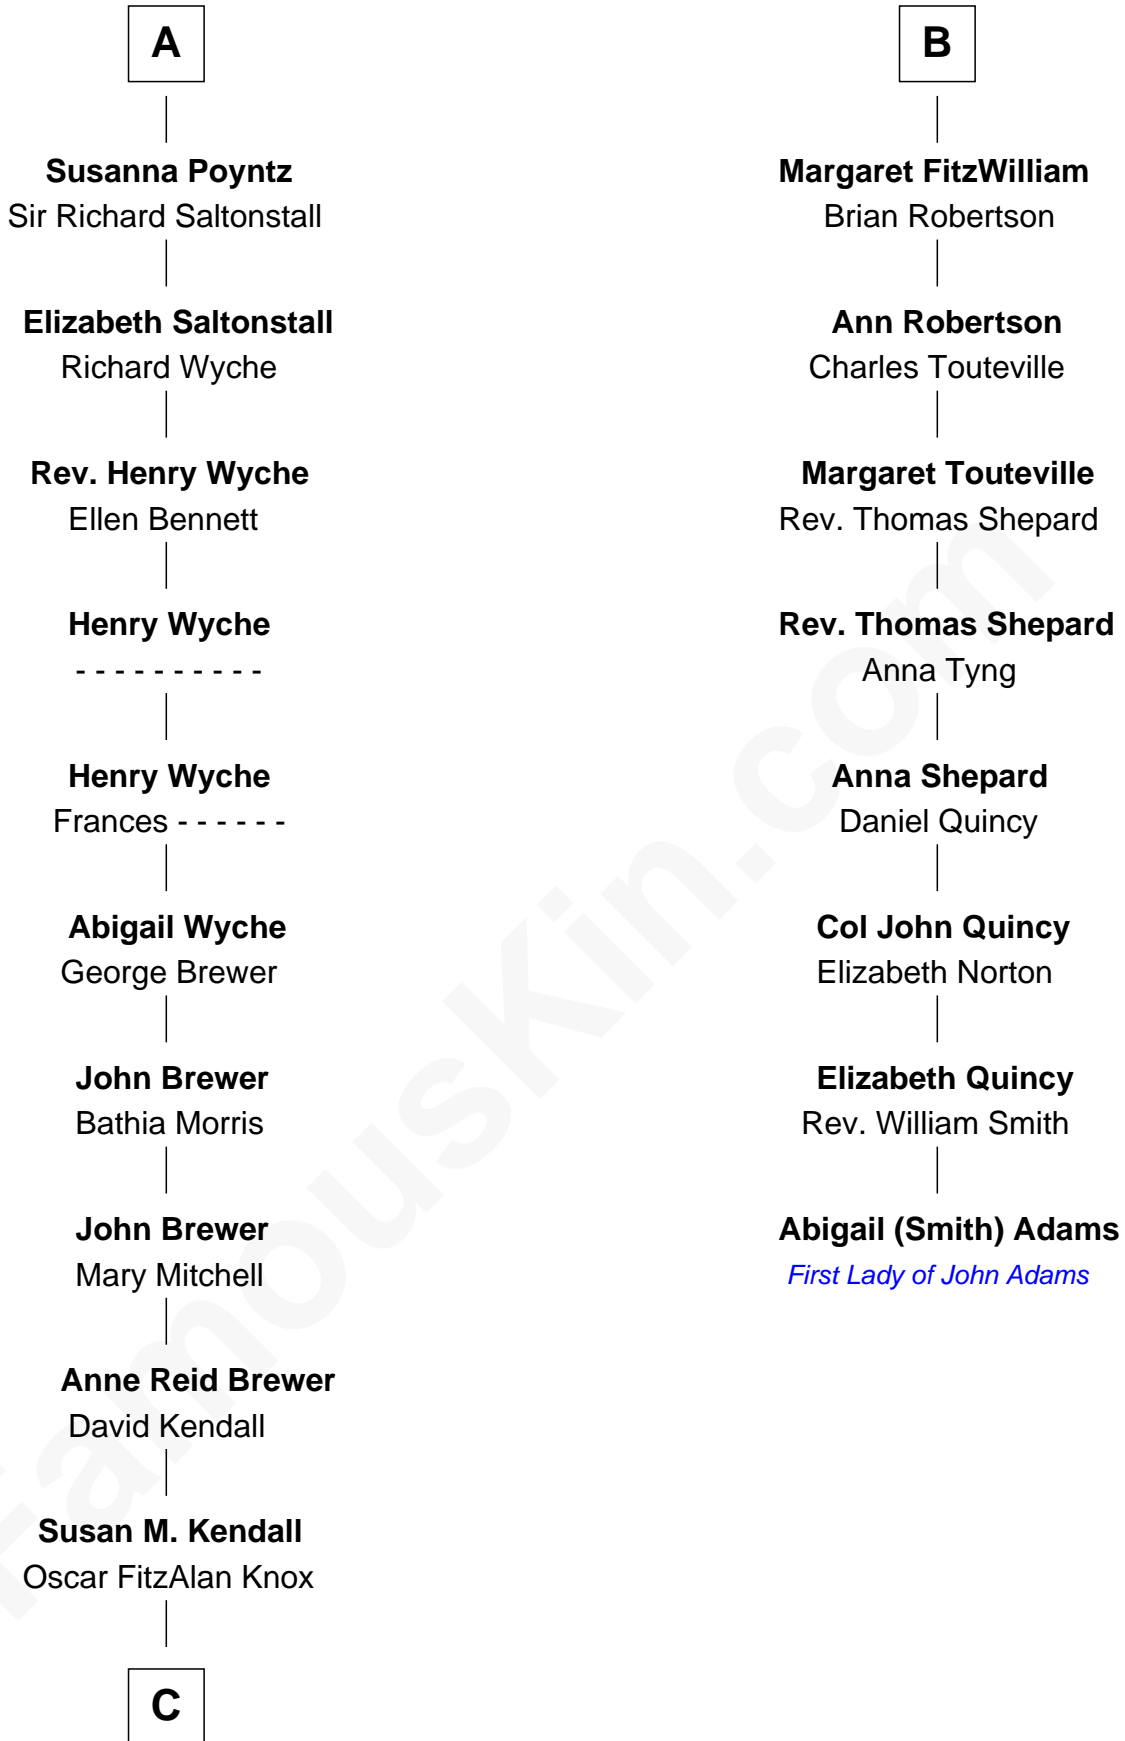 A
Susanna Poyntz
Sir Richard Saltonstall
Elizabeth Saltonstall
Richard Wyche
Rev. Henry Wyche
Ellen Bennett
Henry Wyche
- - - - - - - - - -
Henry Wyche
Frances - - - - - -
Abigail Wyche
George Brewer
John Brewer
Bathia Morris
John Brewer
Mary Mitchell
Anne Reid Brewer
David Kendall
Susan M. Kendall
Oscar FitzAlan Knox
C
B
Margaret FitzWilliam
Brian Robertson
Ann Robertson
Charles Touteville
Margaret Touteville
Rev. Thomas Shepard
Rev. Thomas Shepard
Anna Tyng
Anna Shepard
Daniel Quincy
Col John Quincy
Elizabeth Norton
Elizabeth Quincy
Rev. William Smith
Abigail (Smith) Adams
First Lady of John Adams
FamousKin.com